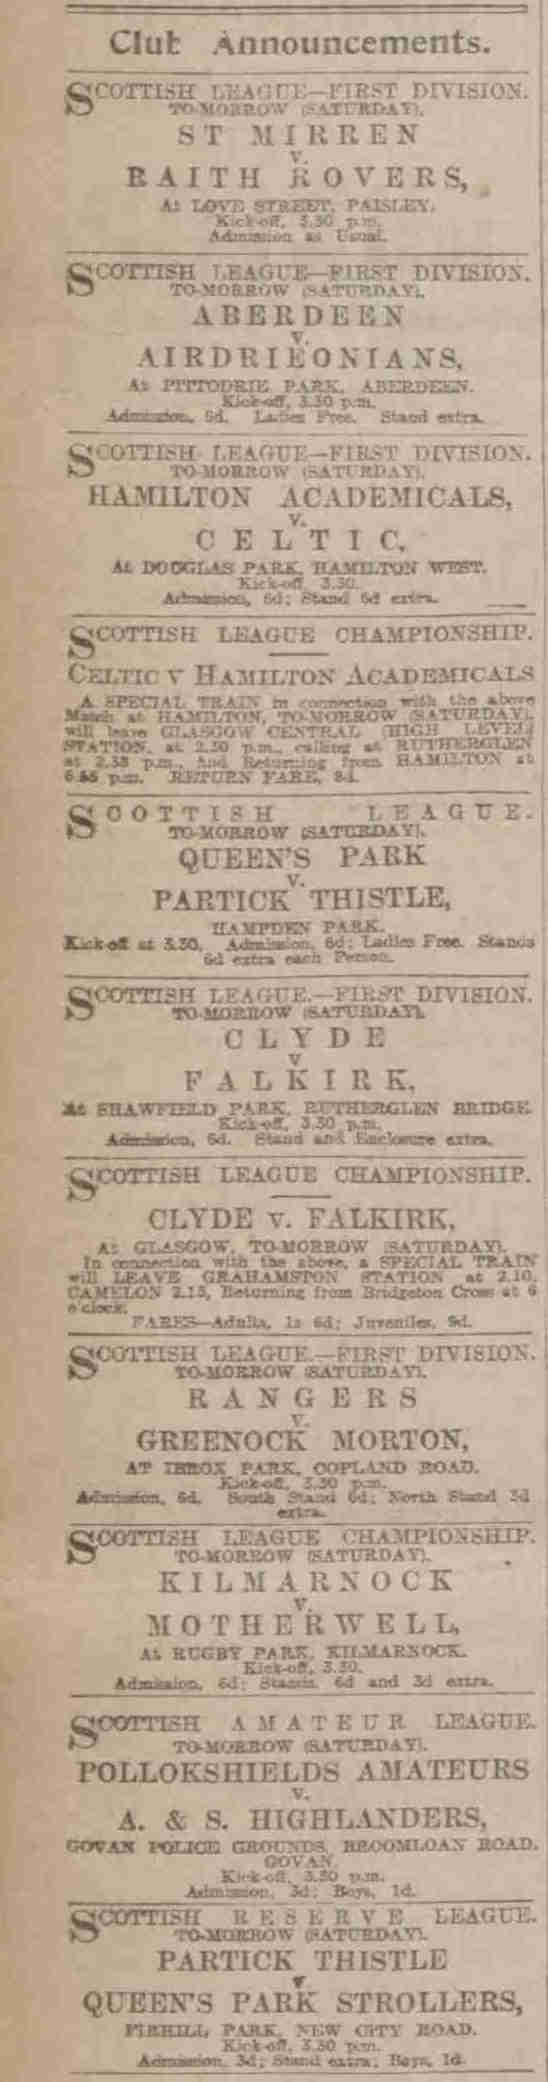 Club Announcements.
SCOTTISH LEAGUE—FIRST DIVISION.
TO-MORROW (SATURDAY).
ST MIRREN
v.
RAITH ROVERS,
At LOVE STREET, PAISLEY.
Kick-off, 3.30 p.m.
Admission as Usual.
SCOTTISH LEAGUE—FIRST DIVISION.
TO-MORROW (SATURDAY).
ABERDEEN
v.
AIRDRIEONIANS,
At PITTODRIE PARK, ABERDEEN.
Kick-off, 3.30 p.m.
Admission, 6d. Ladies Free. Stand extra.
SCOTTISH LEAGUE—FIRST DIVISION.
TO-MORROW (SATURDAY).
HAMILTON ACADEMICALS,
v.
CELTIC,
At DOUGLAS PARK, HAMILTON WEST.
Kick-off, 3.30.
Admission, 6d; Stand 6d extra.
SCOTTISH LEAGUE CHAMPIONSHIP.
CELTIC V HAMILTON ACADEMICALS
A SPECIAL TRAIN in connection with the above
Match at HAMILTON, TO-MORROW (SATURDAY),
will leave GLASGOW CENTRAL (HIGH LEVEL)
STATION, at 2.30 p.m., calling at RUTHERGLEN
at 2.38 p.m., And Returning from HAMILTON at
6.55 p.m. RETURN FARE, 8d.
SCOTTISH LEAGUE.
TO-MORROW (SATURDAY).
QUEEN'S PARK
v.
PARTICK THISTLE,
HAMPDEN PARK.
Kick-off at 3.30. Admission, 6d; Ladies Free. Stands
6d extra each Person.
SCOTTISH LEAGUE.—FIRST DIVISION.
TO-MORROW (SATURDAY).
CLYDE
v
FALKIRK,
At SHAWFIELD PARK, RUTHERGLEN BRIDGE.
Kick-off, 3.30 p.m.
Admission, 6d. Stand and Enclosure extra.
SCOTTISH LEAGUE CHAMPIONSHIP.
CLYDE v. FALKIRK,
At GLASGOW, TO-MORROW (SATURDAY).
In connection with the above, a SPECIAL TRAIN
will LEAVE GRAHAMSTON STATION at 2.10,
CAMELON 2.15, Returning from Bridgeton Cross at 6
o'clock.
FARES—Adults, 1s 6d; Juveniles, 9d.
SCOTTISH LEAGUE.—FIRST DIVISION.
TO-MORROW (SATURDAY).
RANGERS
v.
GREENOCK MORTON,
AT IBROX PARK, COPLAND ROAD.
Kick-off, 3.30 p.m.
Admission, 6d. South Stand 6d; North Stand 3d
extra.
SCOTTISH LEAGUE CHAMPIONSHIP.
TO-MORROW (SATURDAY).
KILMARNOCK
v.
MOTHERWELL,
At RUGBY PARK, KILMARNOCK.
Kick-off, 3.30.
Admission, 6d; Stands, 6d and 3d extra.
SCOTTISH AMATEUR LEAGUE.
TO-MORROW (SATURDAY).
POLLOKSHIELDS AMATEURS
v.
A. & S. HIGHLANDERS,
GOVAN POLICE GROUNDS, BROOMLOAN ROAD,
GOVAN.
Kick-off, 3.30 p.m.
Admission, 3d; Boys, 1d.
SCOTTISH RESERVE LEAGUE.
TO-MORROW (SATURDAY).
PARTICK THISTLE
v
QUEEN'S PARK STROLLERS,
FIRHILL PARK, NEW CITY ROAD.
Kick-off, 3.30 p.m.
Admission, 3d; Stand extra; Boys, 1d.